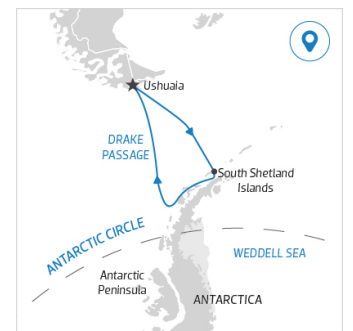 Ushuaia
DRAKE
PASSAGE
South Shetland
Islands
ANTARCTIC CIRCLE
WEDDELL SEA
Antarctic
Peninsula
ANTARCTICA